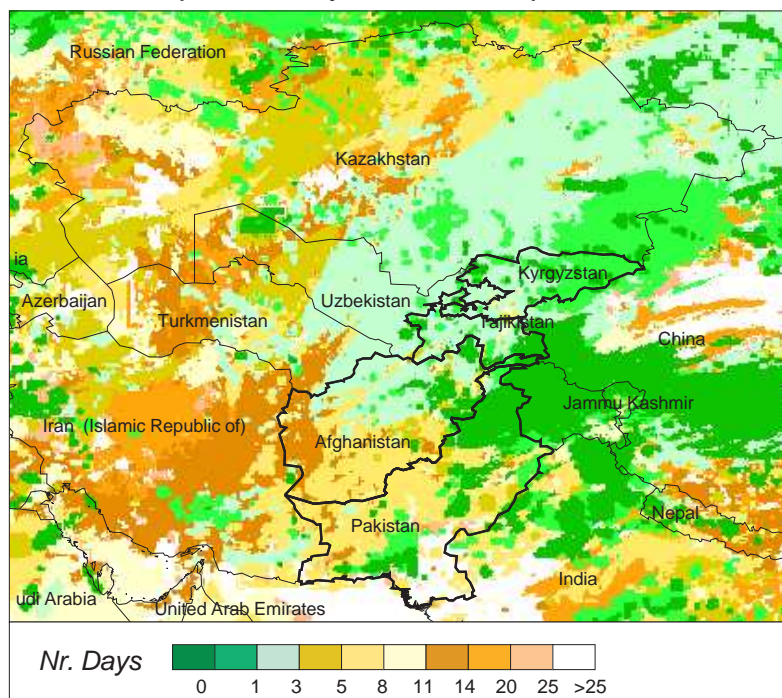 Russian Federation
Kazakhstan
ia
Kyrgyzstan
Azerbaijan
Uzbekistan
Turkmenistan
Tajikistan
China
Jammu Kashmir
Iran (Islamic Republic of)
Afghanistan
Pakistan
Nepal
India
udi Arabia
United Arab Emirates
Nr. Days
0 1 3 5 8 11 14 20 25 >25